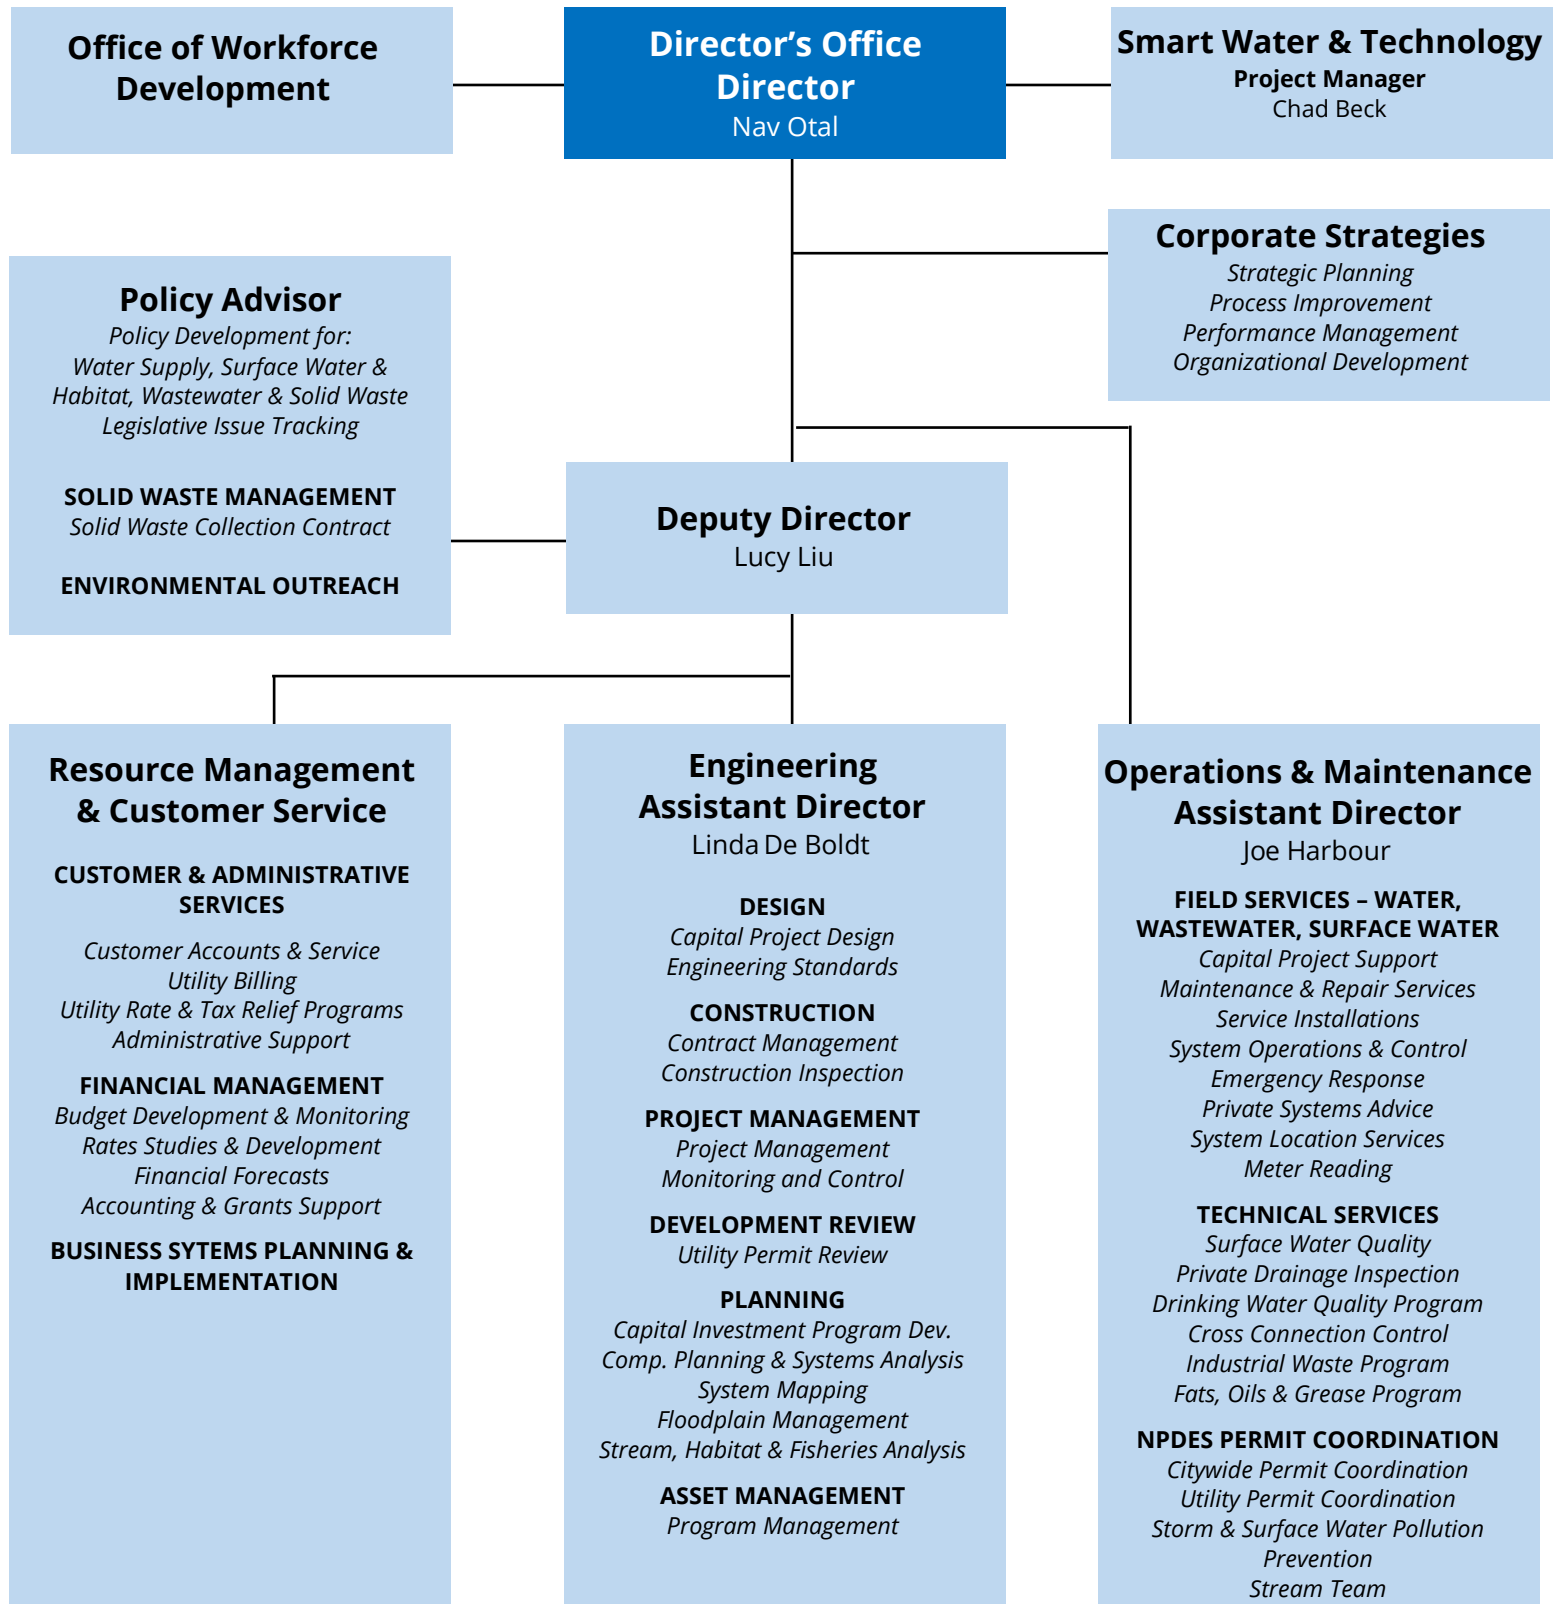 Office of Workforce
Development
Director’s Office
Director
Nav Otal
Smart Water & Technology
Project Manager
Chad Beck
Corporate Strategies
Strategic Planning
Process Improvement
Performance Management
Organizational Development
Policy Advisor
Policy Development for:
Water Supply, Surface Water &
Habitat, Wastewater & Solid Waste
Legislative Issue Tracking
SOLID WASTE MANAGEMENT
Solid Waste Collection Contract
ENVIRONMENTAL OUTREACH
Deputy Director
Lucy Liu
Resource Management
& Customer Service
CUSTOMER & ADMINISTRATIVE
SERVICES
Customer Accounts & Service
Utility Billing
Utility Rate & Tax Relief Programs
Administrative Support
FINANCIAL MANAGEMENT
Budget Development & Monitoring
Rates Studies & Development
Financial Forecasts
Accounting & Grants Support
BUSINESS SYTEMS PLANNING &
IMPLEMENTATION
Engineering
Assistant Director
Linda De Boldt
DESIGN
Capital Project Design
Engineering Standards
CONSTRUCTION
Contract Management
Construction Inspection
PROJECT MANAGEMENT
Project Management
Monitoring and Control
DEVELOPMENT REVIEW
Utility Permit Review
PLANNING
Capital Investment Program Dev.
Comp. Planning & Systems Analysis
System Mapping
Floodplain Management
Stream, Habitat & Fisheries Analysis
ASSET MANAGEMENT
Program Management
Operations & Maintenance
Assistant Director
Joe Harbour
FIELD SERVICES – WATER,
WASTEWATER, SURFACE WATER
Capital Project Support
Maintenance & Repair Services
Service Installations
System Operations & Control
Emergency Response
Private Systems Advice
System Location Services
Meter Reading
TECHNICAL SERVICES
Surface Water Quality
Private Drainage Inspection
Drinking Water Quality Program
Cross Connection Control
Industrial Waste Program
Fats, Oils & Grease Program
NPDES PERMIT COORDINATION
Citywide Permit Coordination
Utility Permit Coordination
Storm & Surface Water Pollution
Prevention
Stream Team